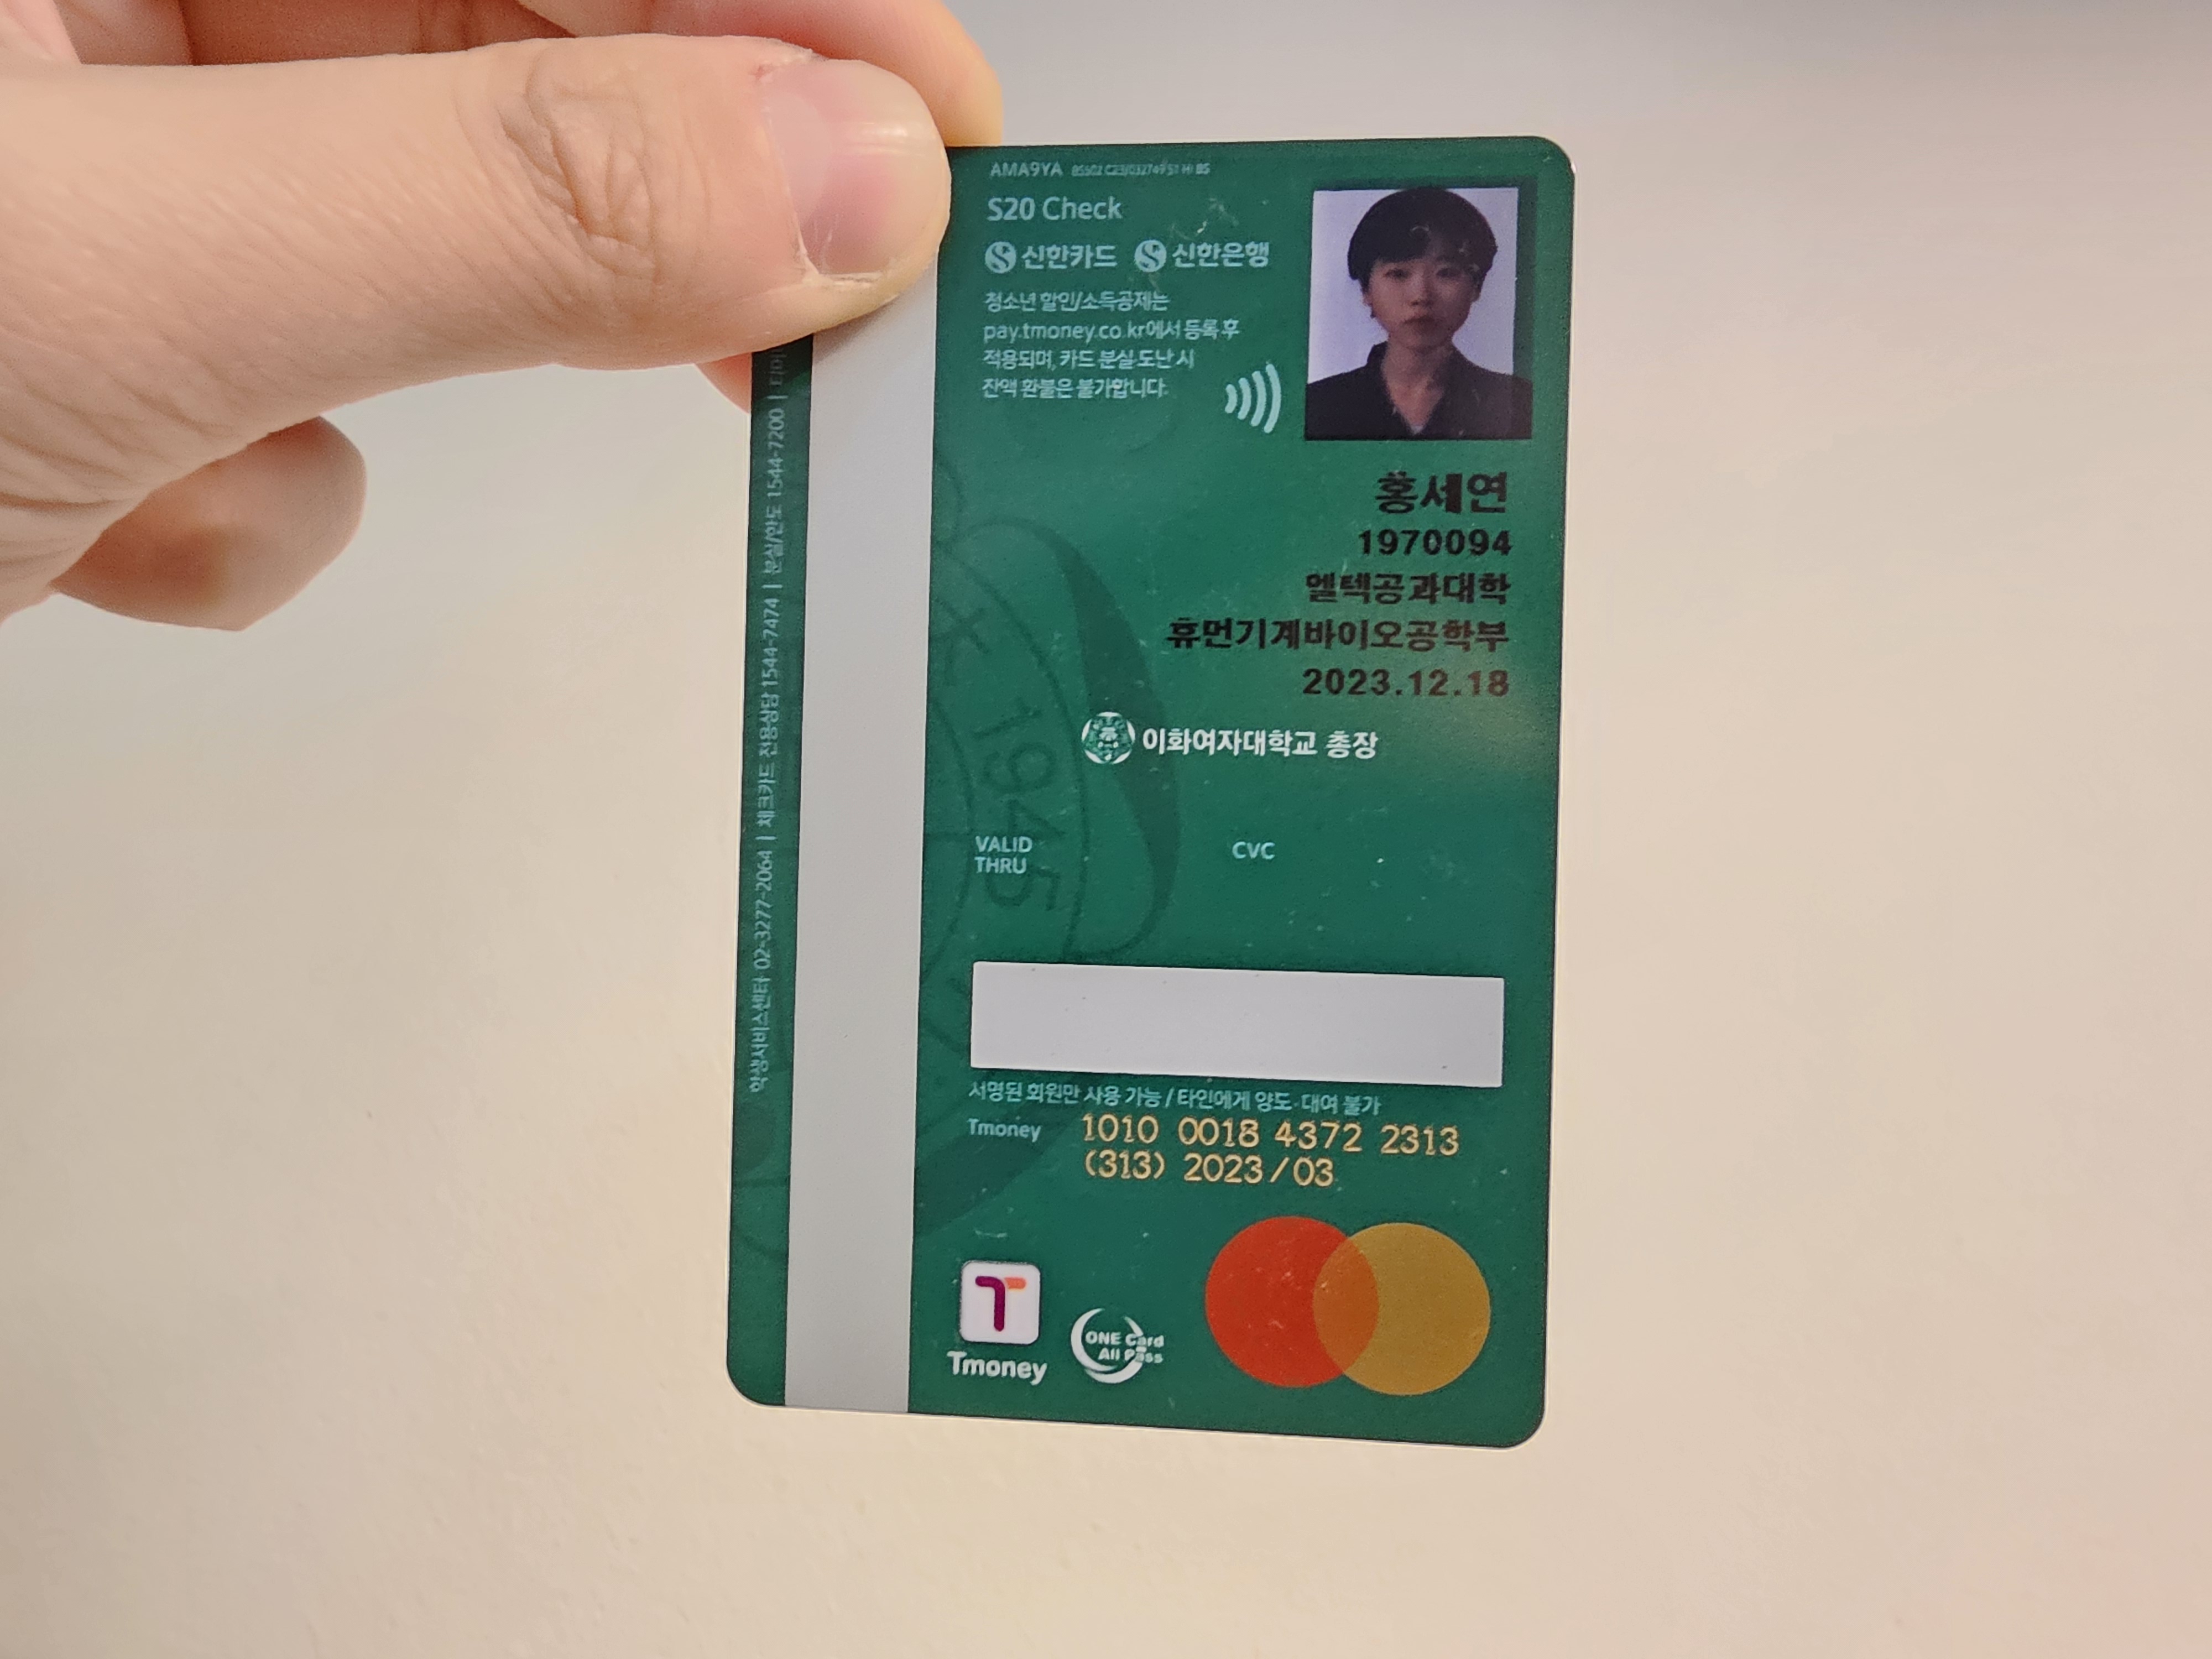 AMA9YA
S20 Check
신한카드 신한은행
청소년 할인/소득공제는
pay.tmoney.co.kr에서 등록 후
적용되며, 카드 분실·도난 시
잔액 환불은 불가합니다.
홍세연
1970094
엘텍공과대학
휴먼기계바이오공학부
2023.12.18
이화여자대학교 총장
1945
VALID
THRU
CVC
서명된 회원만 사용 가능 / 타인에게 양도·대여 불가
Tmoney 1010 0018 4372 2313
(313) 2023/03
Tmoney
ONE Card
All Pass
학생서비스센터 02-3277-2064 | 체크카드 전용상담 1544-7474 | 분실/한도 1544-7200 |